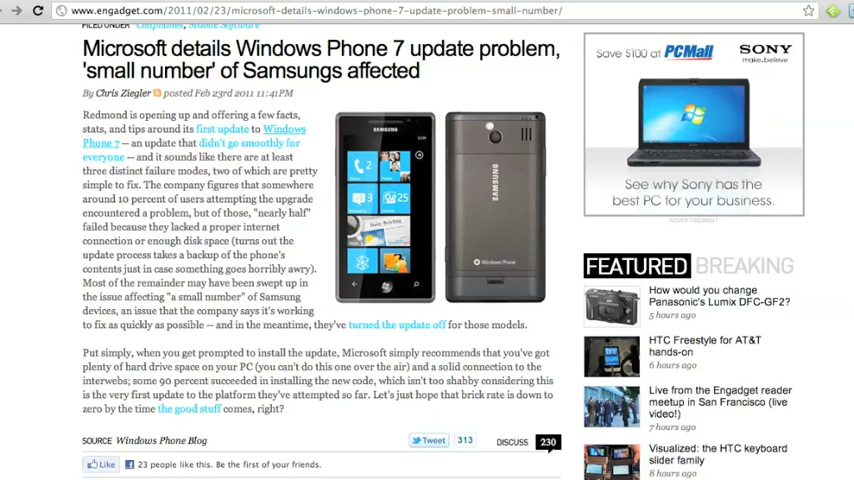 www.engadget.com/2011/02/23/microsoft-details-windows-phone-7-update-problem-small-number/
FILED UNDER Cellphones, Mobile Software
Microsoft details Windows Phone 7 update problem,
'small number' of Samsungs affected
By Chris Ziegler posted Feb 23rd 2011 11:41PM
Redmond is opening up and offering a few facts,
stats, and tips around its first update to Windows
Phone 7 -- an update that didn't go smoothly for
everyone -- and it sounds like there are at least
three distinct failure modes, two of which are pretty
simple to fix. The company figures that somewhere
around 10 percent of users attempting the upgrade
encountered a problem, but of those, "nearly half"
failed because they lacked a proper internet
connection or enough disk space (turns out the
update process takes a backup of the phone's
contents just in case something goes horribly awry).
Most of the remainder may have been swept up in
the issue affecting "a small number" of Samsung
devices, an issue that the company says it's working
to fix as quickly as possible -- and in the meantime, they've turned the update off for those models.
Put simply, when you get prompted to install the update, Microsoft simply recommends that you've got
plenty of hard drive space on your PC (you can't do this one over the air) and a solid connection to the
interwebs; some 90 percent succeeded in installing the new code, which isn't too shabby considering this
is the very first update to the platform they've attempted so far. Let's just hope that brick rate is down to
zero by the time the good stuff comes, right?
SOURCE Windows Phone Blog
Tweet 313
DISCUSS 230
Like 23 people like this. Be the first of your friends.
SAMSUNG
2
3
25
Daily Briefing
SAMSUNG
Windows Phone
Save $100 at PCMall
SONY
make.believe
See why Sony has the
best PC for your business.
ADVERTISEMENT
FEATURED BREAKING
How would you change
Panasonic's Lumix DFC-GF2?
5 hours ago
HTC Freestyle for AT&T
hands-on
6 hours ago
Live from the Engadget reader
meetup in San Francisco (live
video!)
7 hours ago
Visualized: the HTC keyboard
slider family
8 hours ago